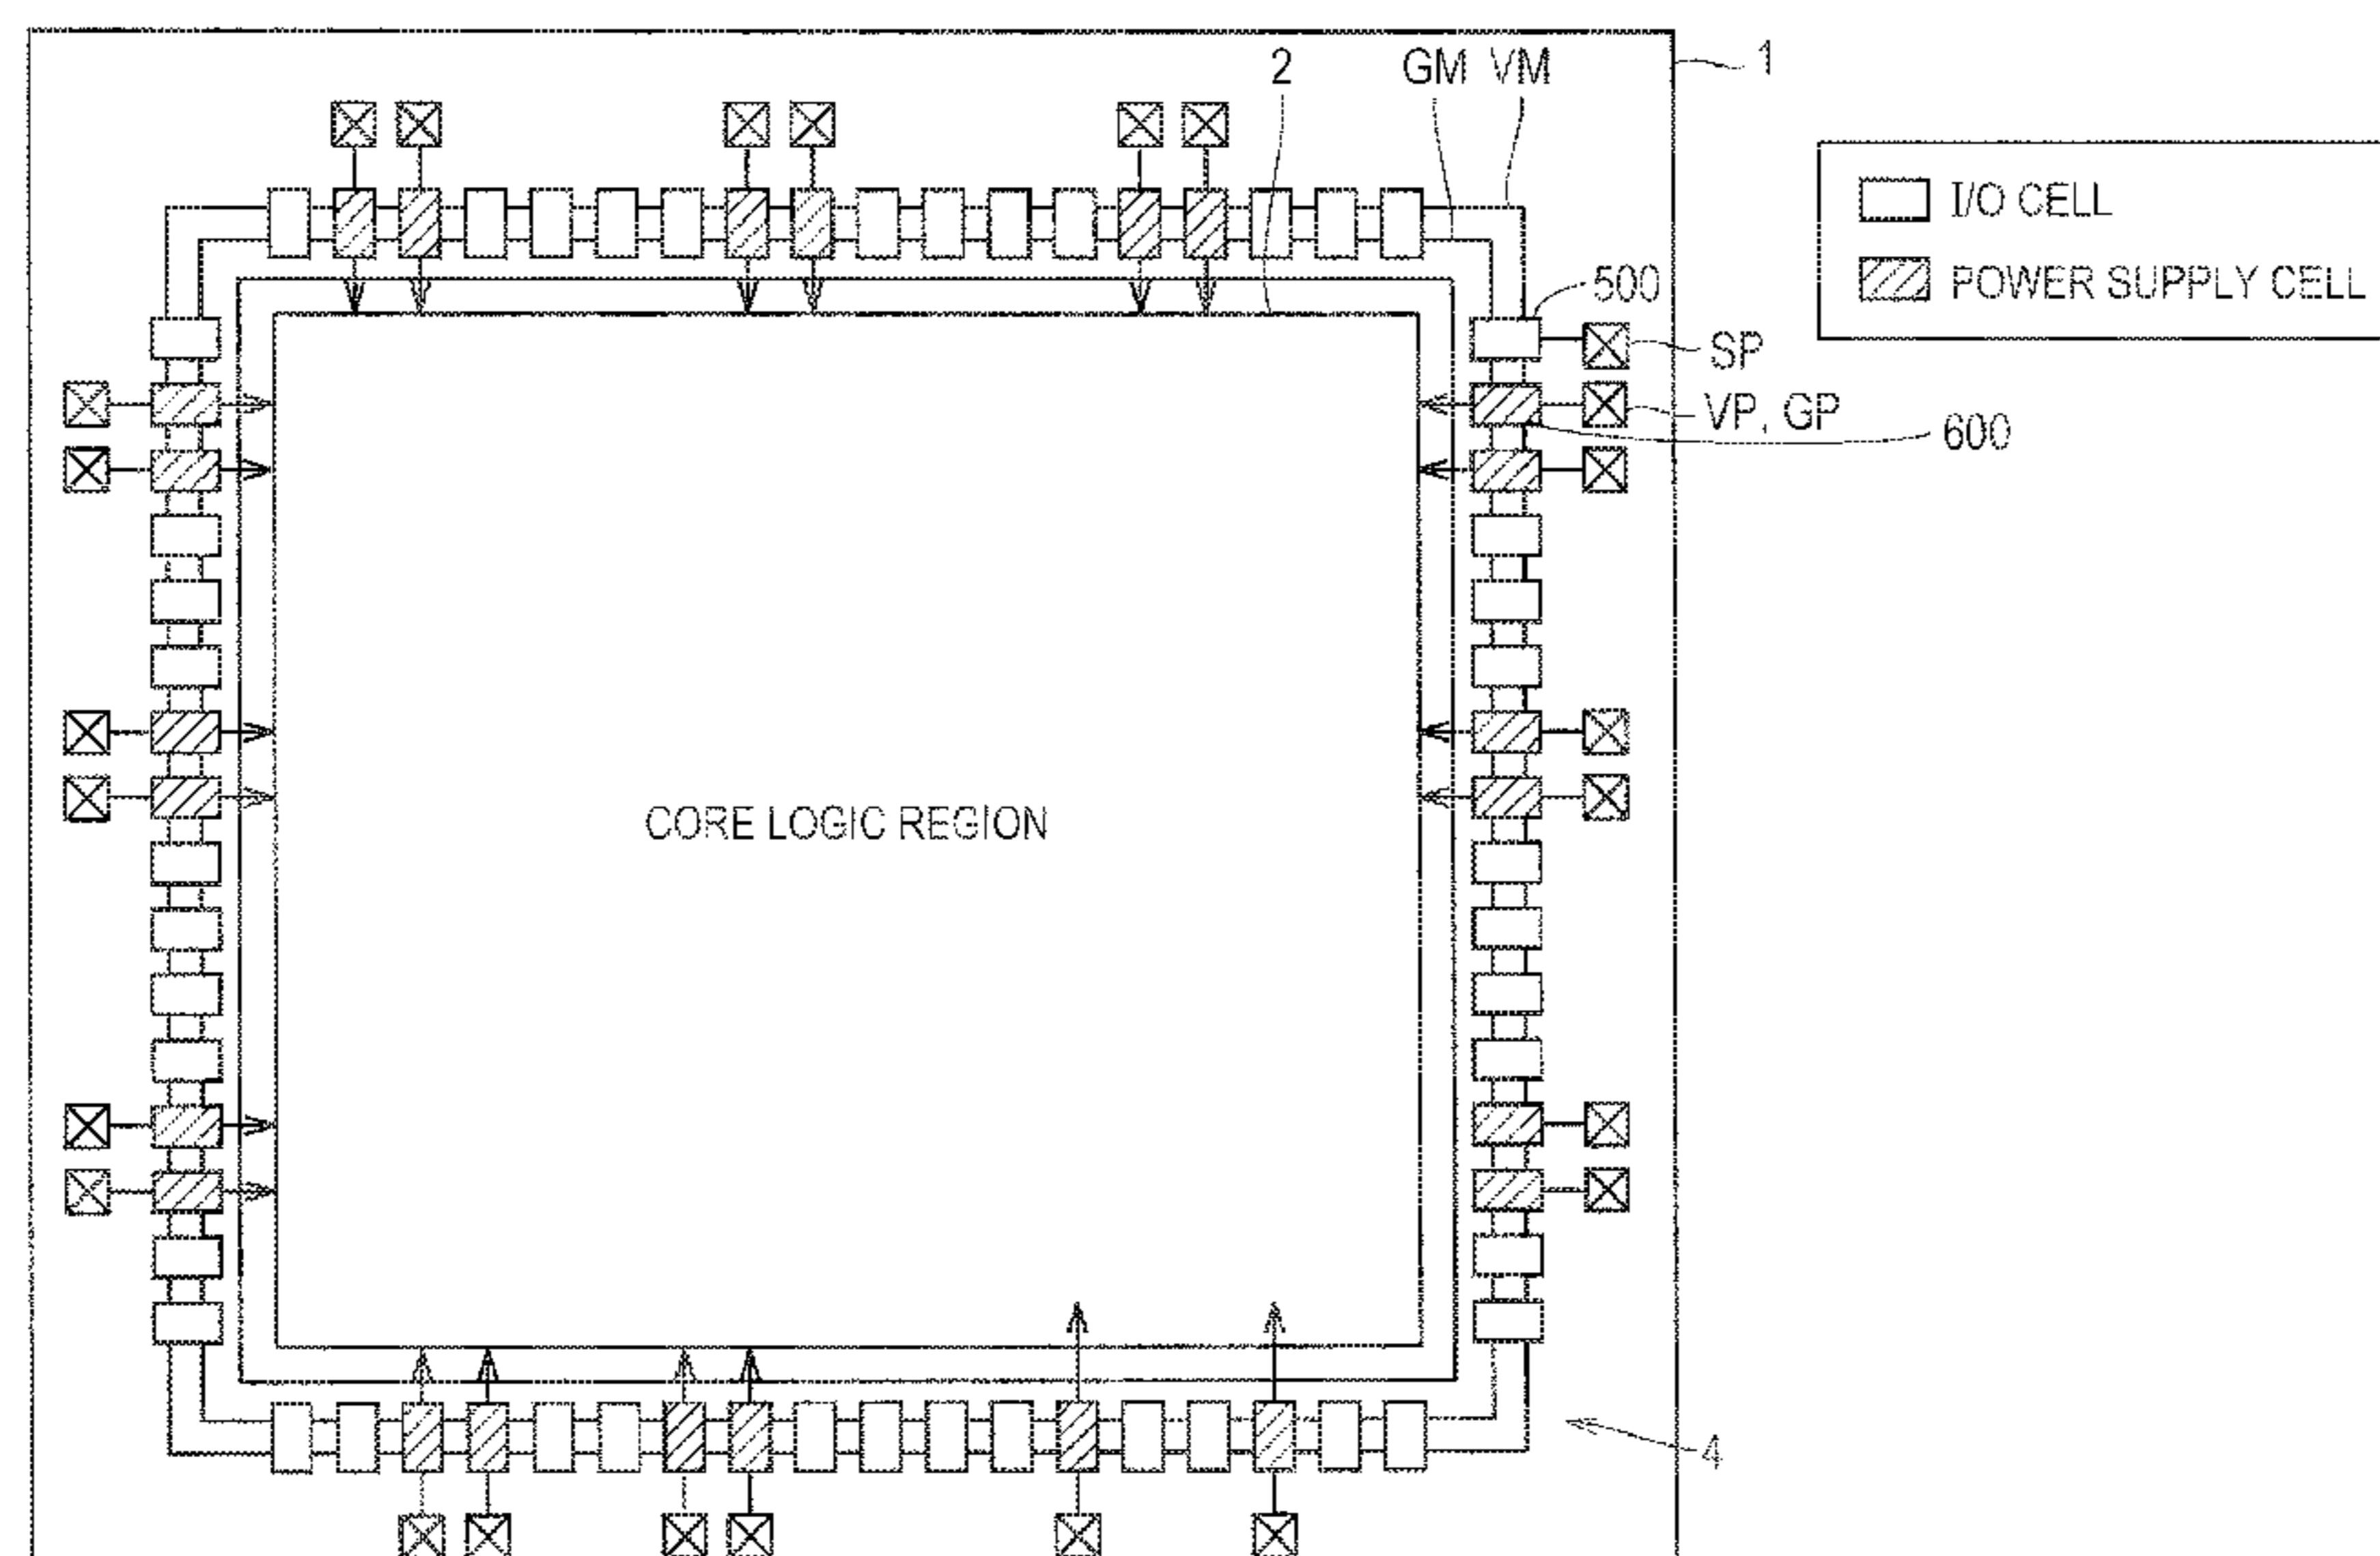 2
GM VM
1
I/O CELL
POWER SUPPLY CELL
500
SP
VP, GP
600
CORE LOGIC REGION
4